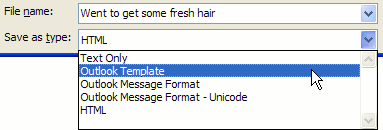 File name: Went to get some fresh hair
Save as type: HTML
Text Only
Outlook Template
Outlook Message Format
Outlook Message Format - Unicode
HTML